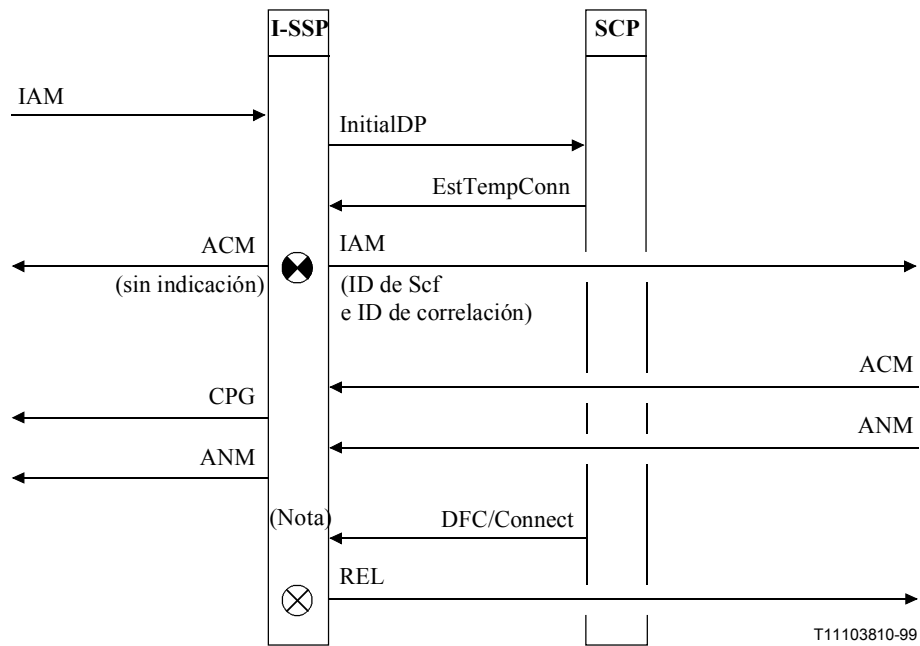 I-SSP
SCP
IAM
InitialDP
EstTempConn
ACM
IAM
(sin indicación)
(ID de Scf
e ID de correlación)
ACM
CPG
ANM
ANM
(Nota)
DFC/Connect
REL
T11103810-99